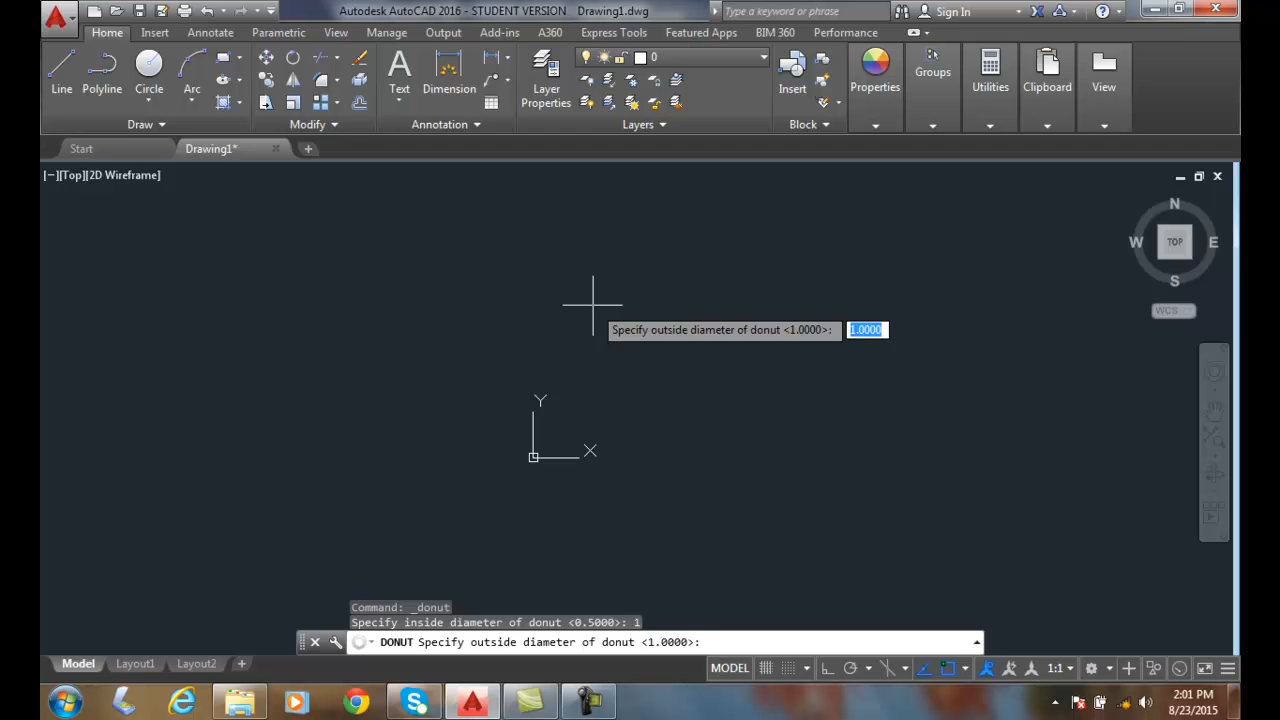 Autodesk AutoCAD 2016 - STUDENT VERSION Drawing1.dwg
Type a keyword or phrase
Sign In
Home Insert Annotate Parametric View Manage Output Add-ins A360 Express Tools Featured Apps BIM 360 Performance
0
Line Polyline Circle Arc Text Dimension Layer Properties Insert Properties Groups Utilities Clipboard View
Draw Modify Annotation Layers Block
Start Drawing1*
[−][Top][2D Wireframe]
N
W TOP E
S
WCS
Specify outside diameter of donut <1.0000>: 1.0000
Y
X
Command: _donut
Specify inside diameter of donut <0.5000>: 1
DONUT Specify outside diameter of donut <1.0000>:
Model Layout1 Layout2
MODEL 1:1
2:01 PM
8/23/2015